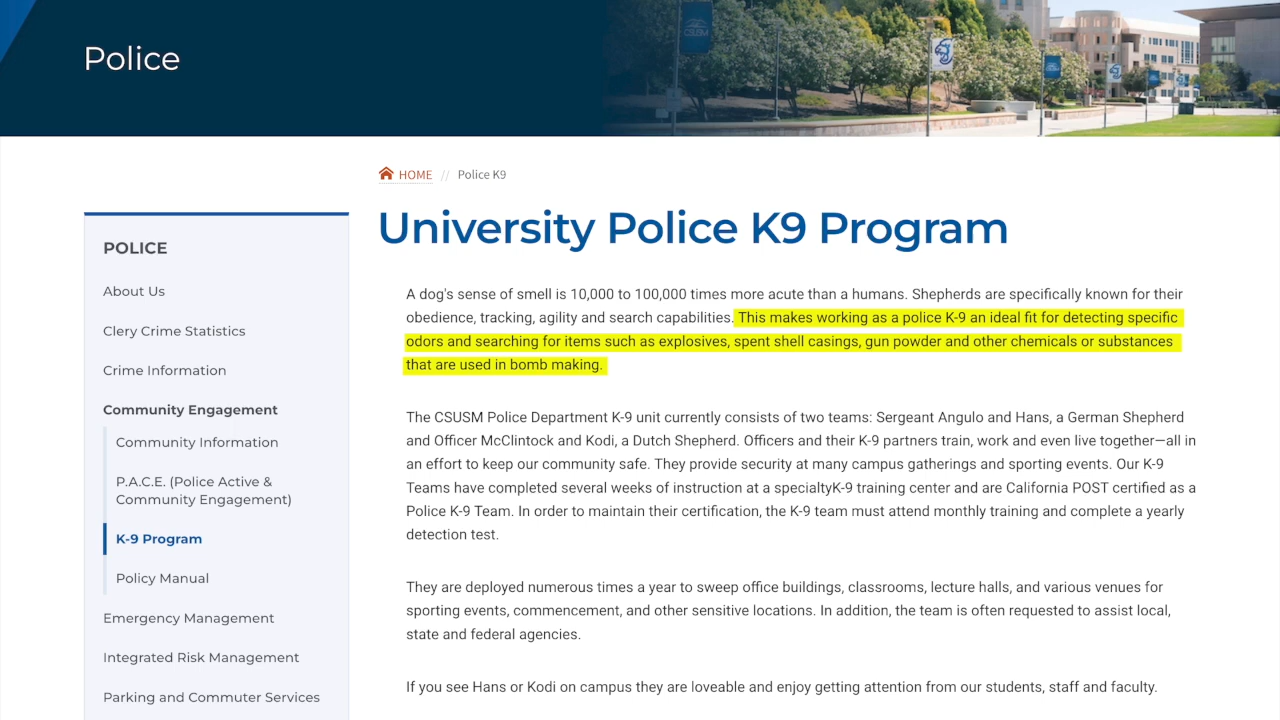 Police
CSUSM
HOME // Police K9
University Police K9 Program
POLICE
About Us
Clery Crime Statistics
Crime Information
Community Engagement
Community Information
P.A.C.E. (Police Active &
Community Engagement)
K-9 Program
Policy Manual
Emergency Management
Integrated Risk Management
Parking and Commuter Services
A dog's sense of smell is 10,000 to 100,000 times more acute than a humans. Shepherds are specifically known for their
obedience, tracking, agility and search capabilities. This makes working as a police K-9 an ideal fit for detecting specific
odors and searching for items such as explosives, spent shell casings, gun powder and other chemicals or substances
that are used in bomb making.
The CSUSM Police Department K-9 unit currently consists of two teams: Sergeant Angulo and Hans, a German Shepherd
and Officer McClintock and Kodi, a Dutch Shepherd. Officers and their K-9 partners train, work and even live together—all in
an effort to keep our community safe. They provide security at many campus gatherings and sporting events. Our K-9
Teams have completed several weeks of instruction at a specialtyK-9 training center and are California POST certified as a
Police K-9 Team. In order to maintain their certification, the K-9 team must attend monthly training and complete a yearly
detection test.
They are deployed numerous times a year to sweep office buildings, classrooms, lecture halls, and various venues for
sporting events, commencement, and other sensitive locations. In addition, the team is often requested to assist local,
state and federal agencies.
If you see Hans or Kodi on campus they are loveable and enjoy getting attention from our students, staff and faculty.